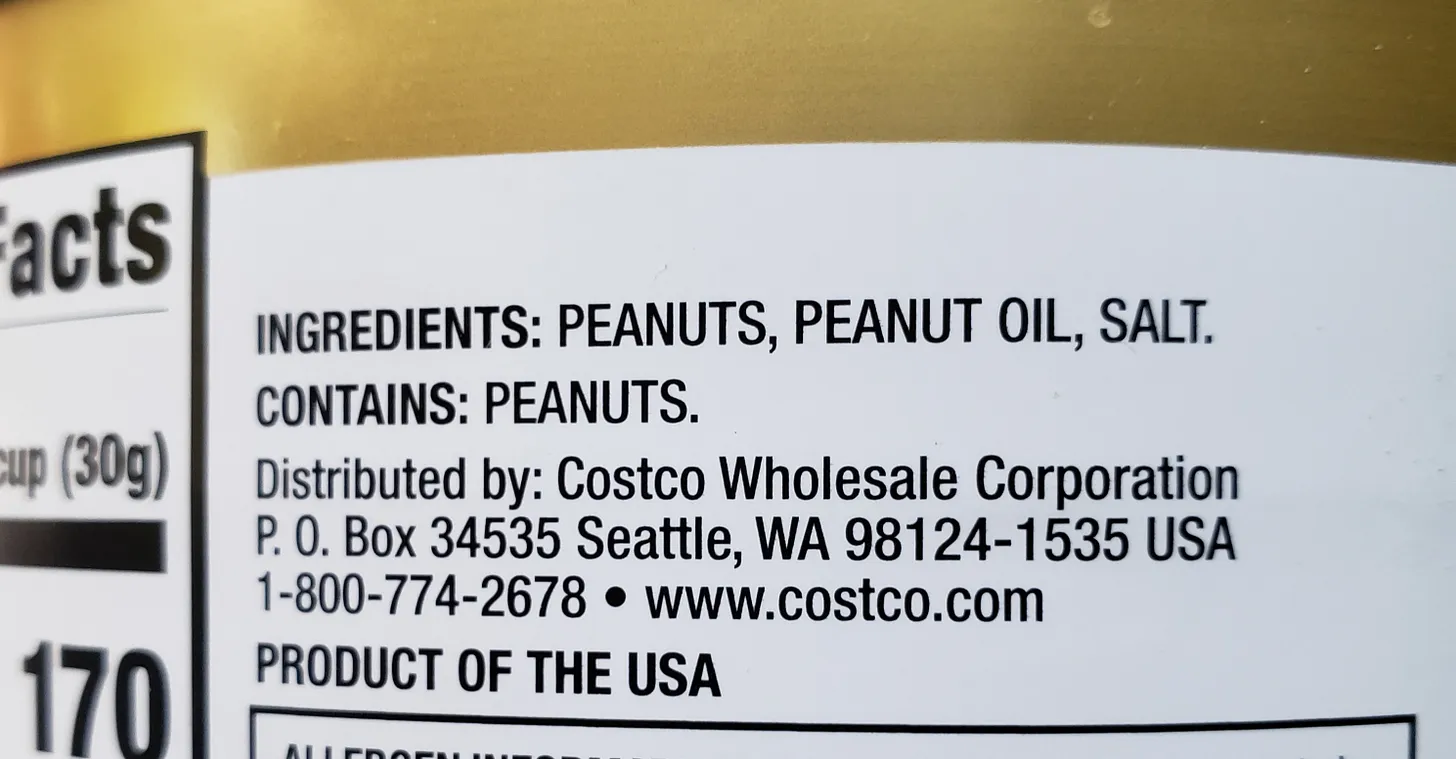 Facts
INGREDIENTS: PEANUTS, PEANUT OIL, SALT.
CONTAINS: PEANUTS.
cup (30g)
Distributed by: Costco Wholesale Corporation
P. O. Box 34535 Seattle, WA 98124-1535 USA
1-800-774-2678 • www.costco.com
170
PRODUCT OF THE USA
ALLERGEN